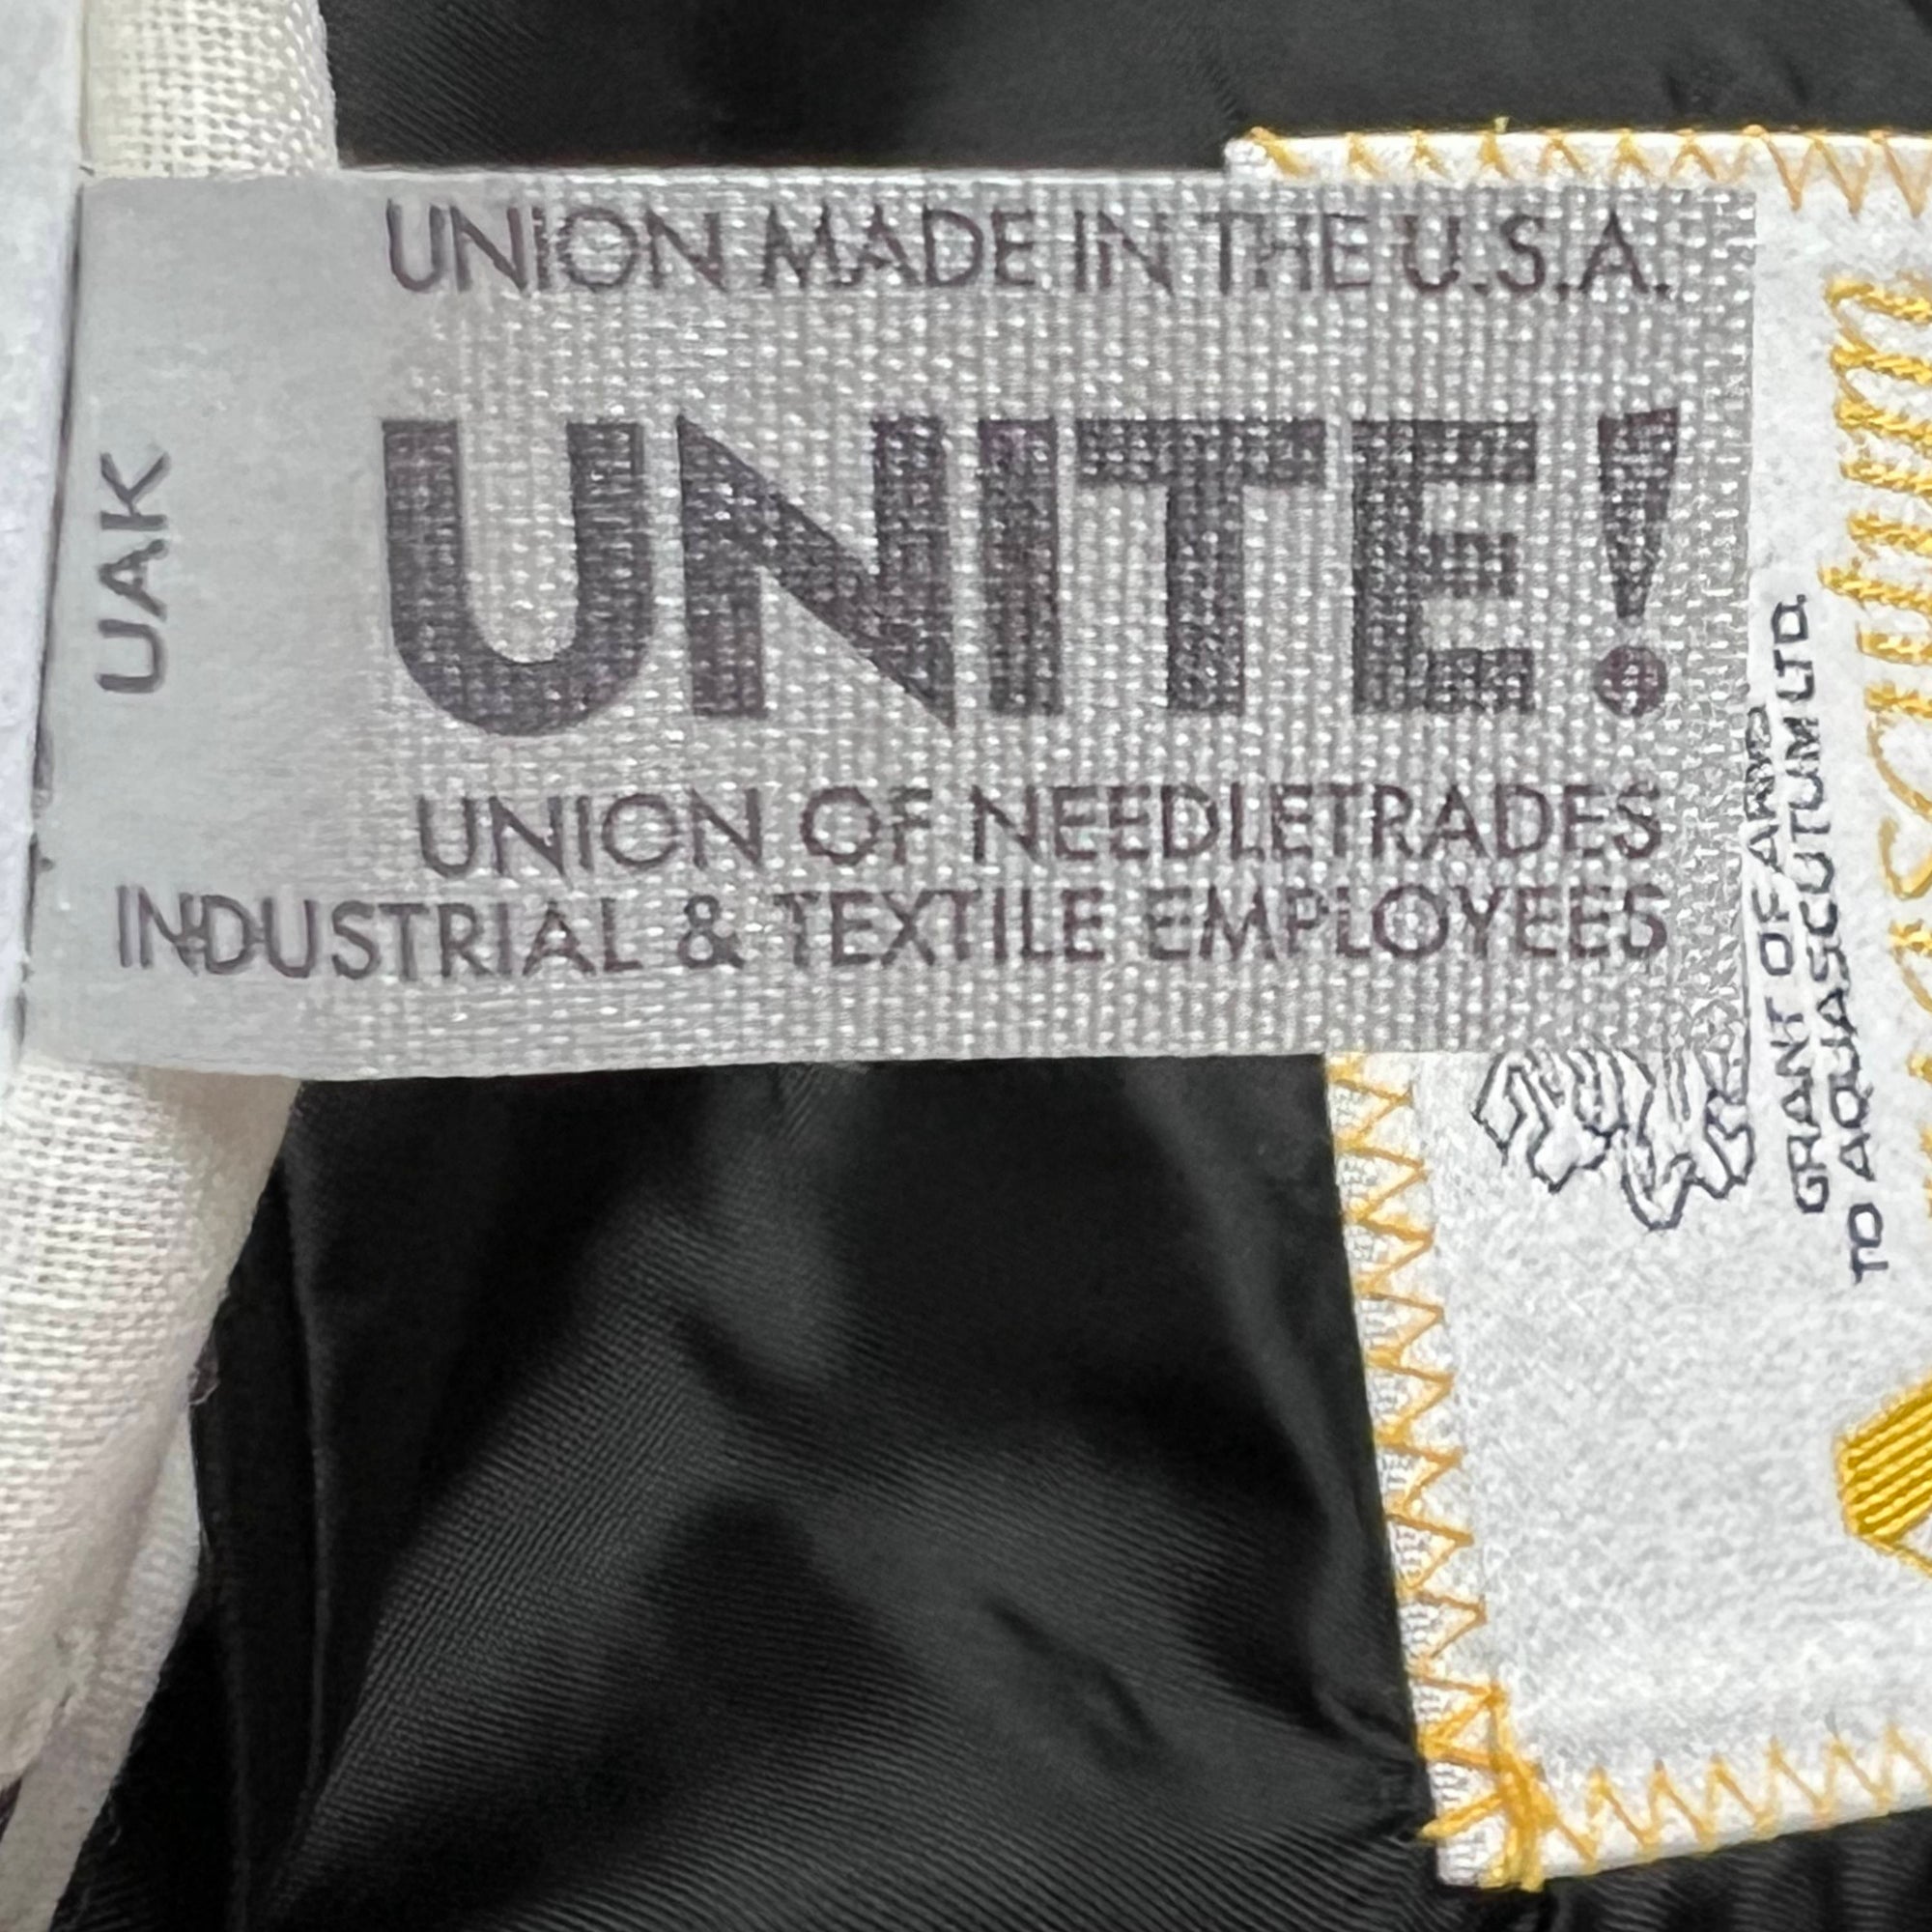 UNION MADE IN THE U.S.A.
UAK
UNITE!
UNION OF NEEDLETRADES
INDUSTRIAL & TEXTILE EMPLOYEES
GRANT OF ARMS
TO AQUASCUTUM LTD.